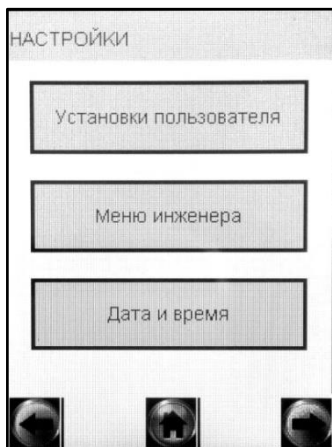 НАСТРОЙКИ
Установки пользователя
Меню инженера
Дата и время